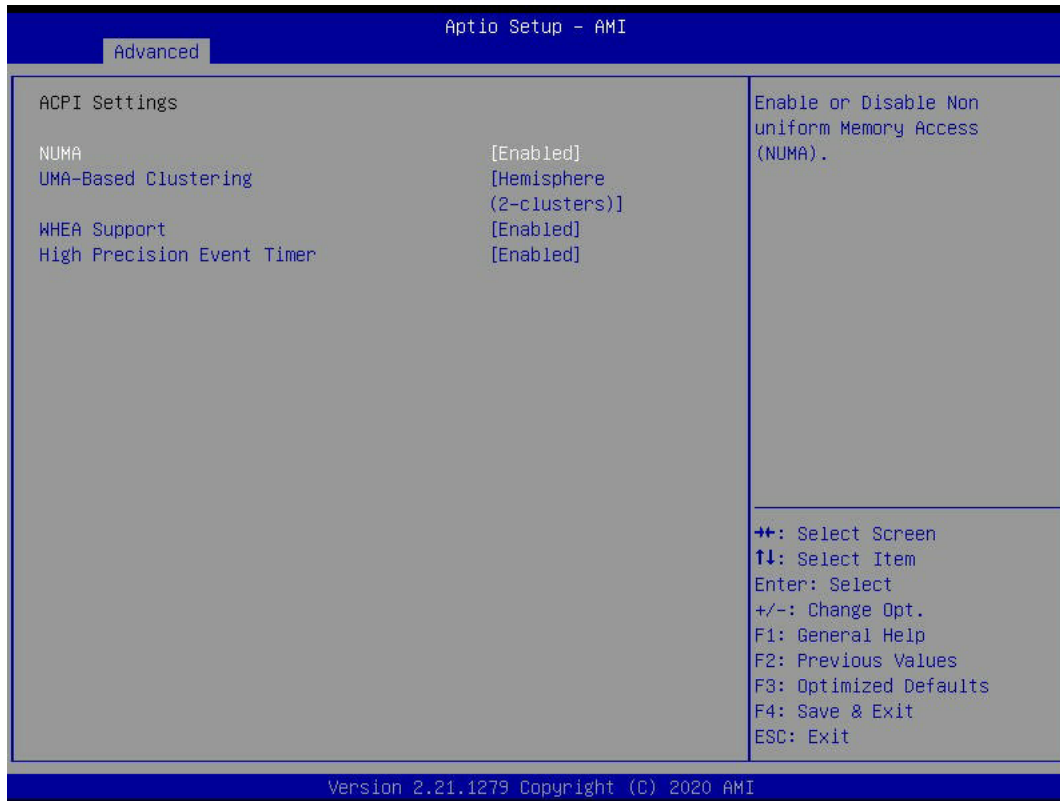 Aptio Setup – AMI
Advanced
ACPI Settings
NUMA [Enabled]
UMA-Based Clustering [Hemisphere
(2-clusters)]
WHEA Support [Enabled]
High Precision Event Timer [Enabled]
Enable or Disable Non
uniform Memory Access
(NUMA).
→←: Select Screen
↑↓: Select Item
Enter: Select
+/-: Change Opt.
F1: General Help
F2: Previous Values
F3: Optimized Defaults
F4: Save & Exit
ESC: Exit
Version 2.21.1279 Copyright (C) 2020 AMI